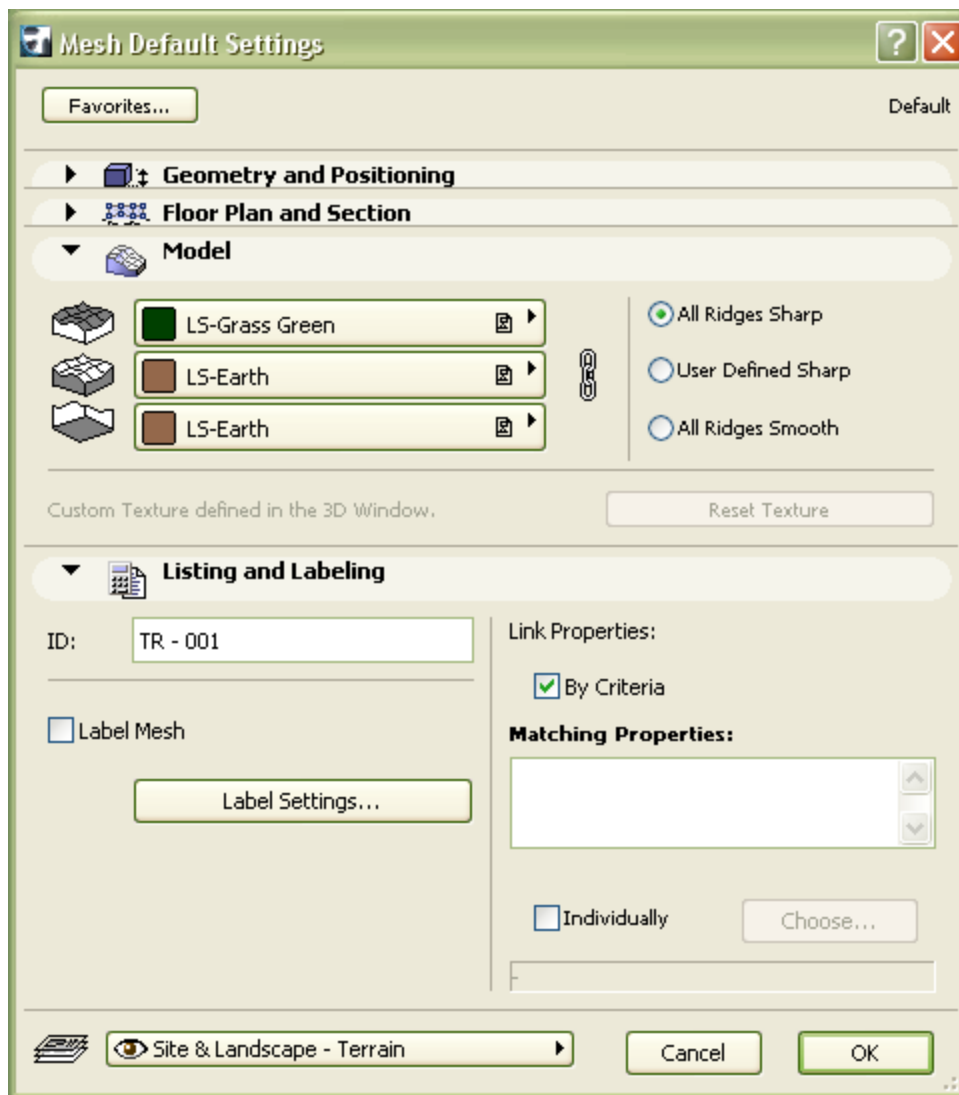 Mesh Default Settings
Favorites...
Default
Geometry and Positioning
Floor Plan and Section
Model
LS-Grass Green
LS-Earth
LS-Earth
All Ridges Sharp
User Defined Sharp
All Ridges Smooth
Custom Texture defined in the 3D Window.
Reset Texture
Listing and Labeling
ID:
TR - 001
Label Mesh
Label Settings...
Link Properties:
By Criteria
Matching Properties:
Individually
Choose...
-
Site & Landscape - Terrain
Cancel
OK